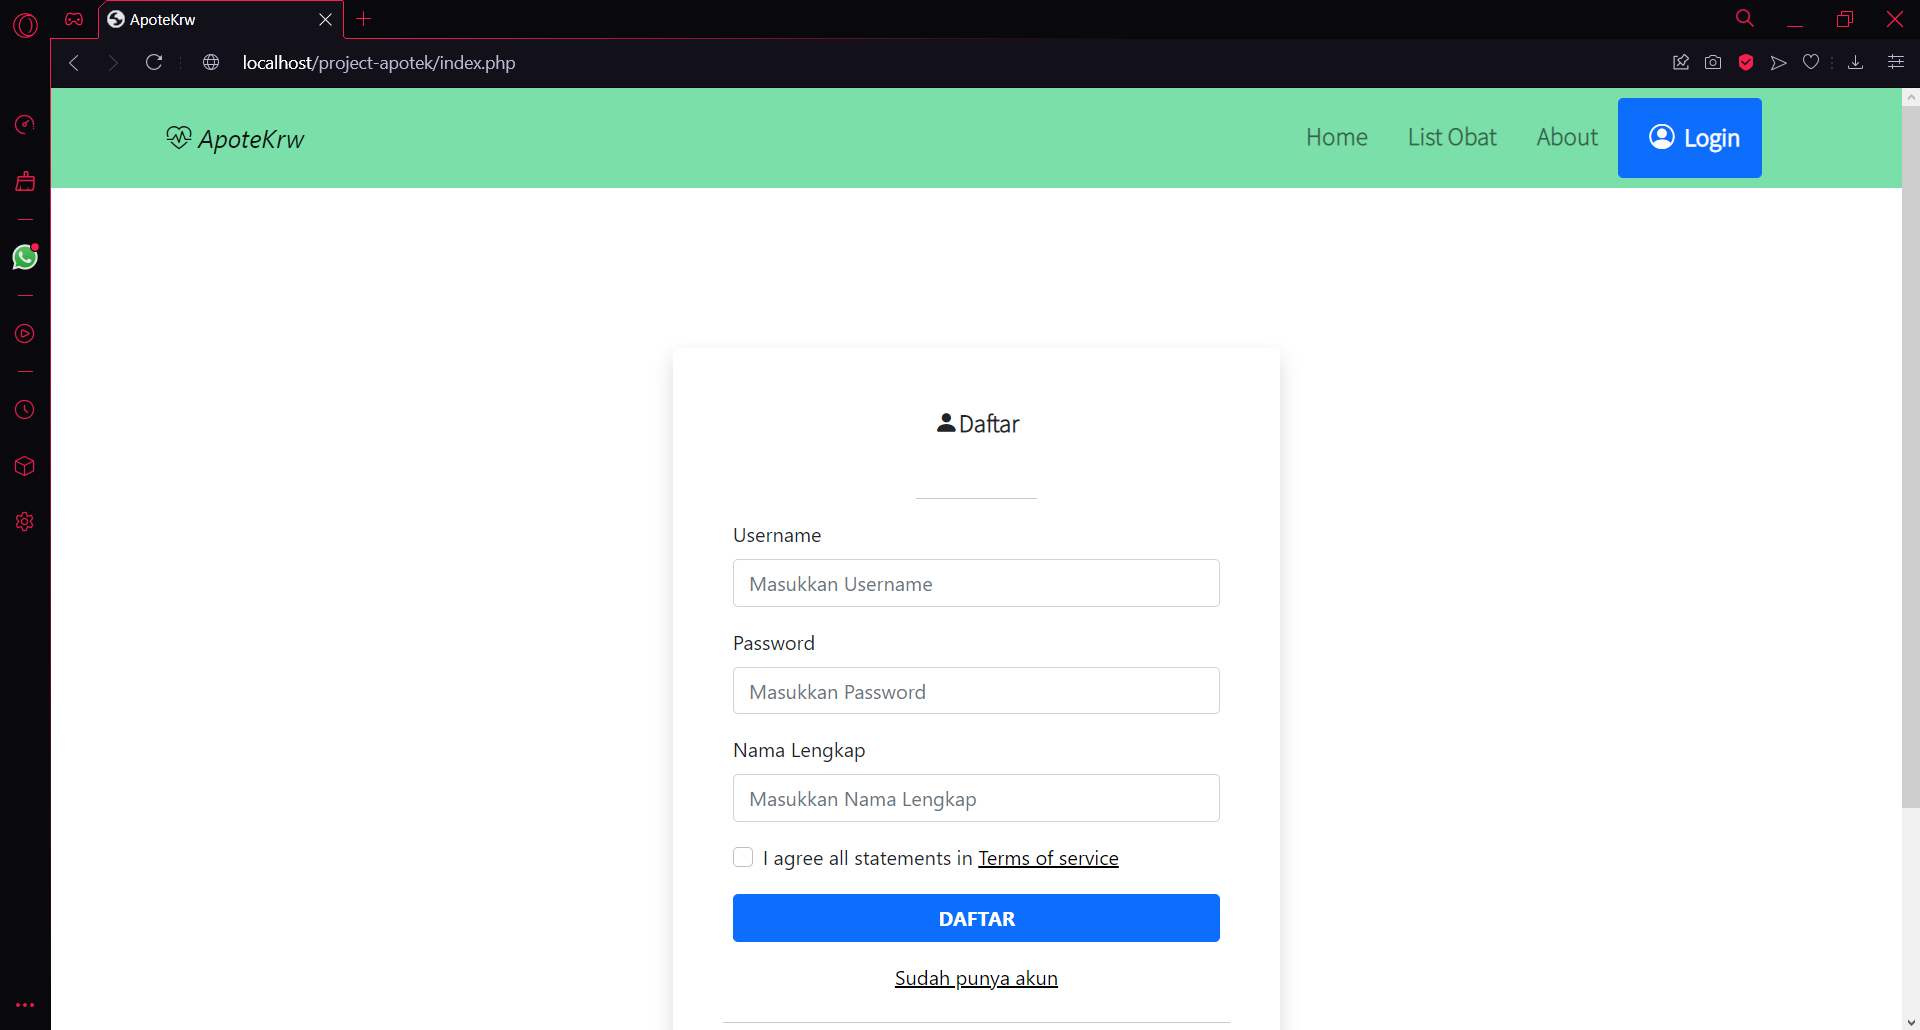 ApoteKrw
localhost/project-apotek/index.php
ApoteKrw
Home
List Obat
About
Login
Daftar
Username
Masukkan Username
Password
Masukkan Password
Nama Lengkap
Masukkan Nama Lengkap
I agree all statements in Terms of service
DAFTAR
Sudah punya akun